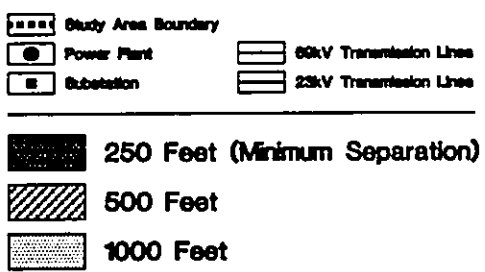 Study Area Boundary
Power Plant
Substation
69kV Transmission Lines
23kV Transmission Lines
250 Feet (Minimum Separation)
500 Feet
1000 Feet